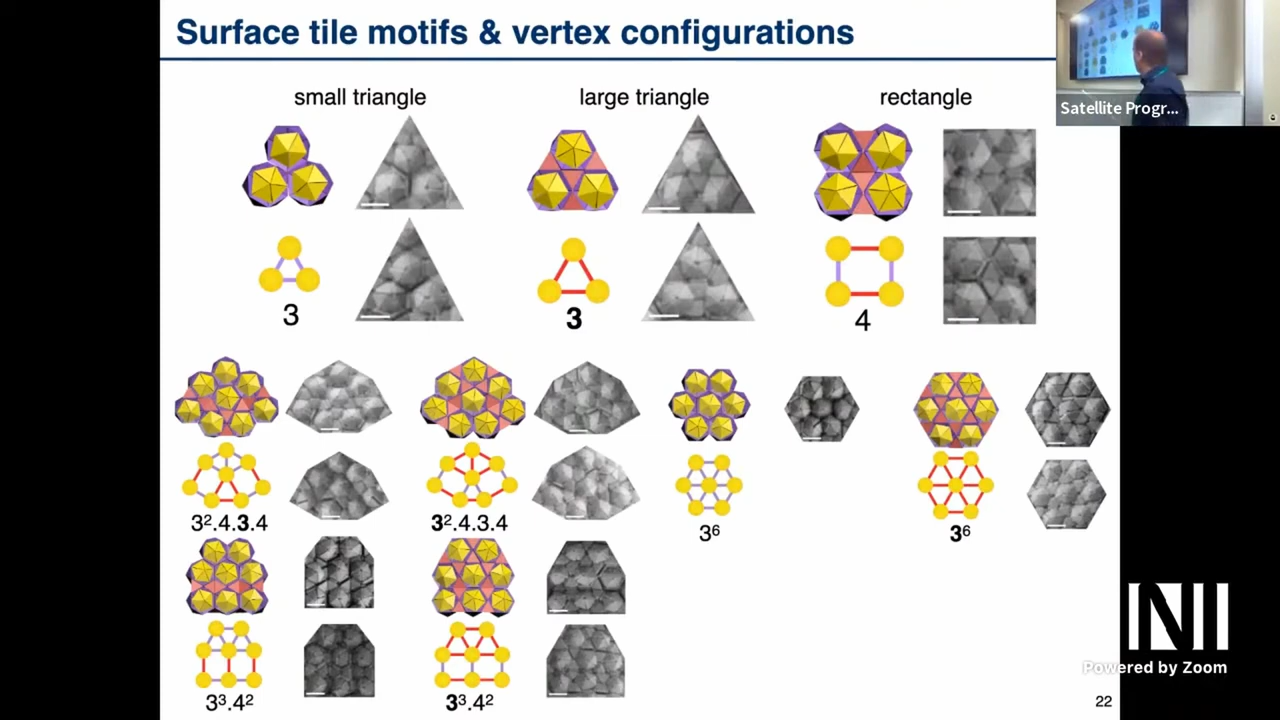 Surface tile motifs & vertex configurations
Satellite Progr...
small triangle
large triangle
rectangle
3
3
4
3².4.3.4
3².4.3.4
3⁶
3⁶
3³.4²
3³.4²
NI
Powered by Zoom
22